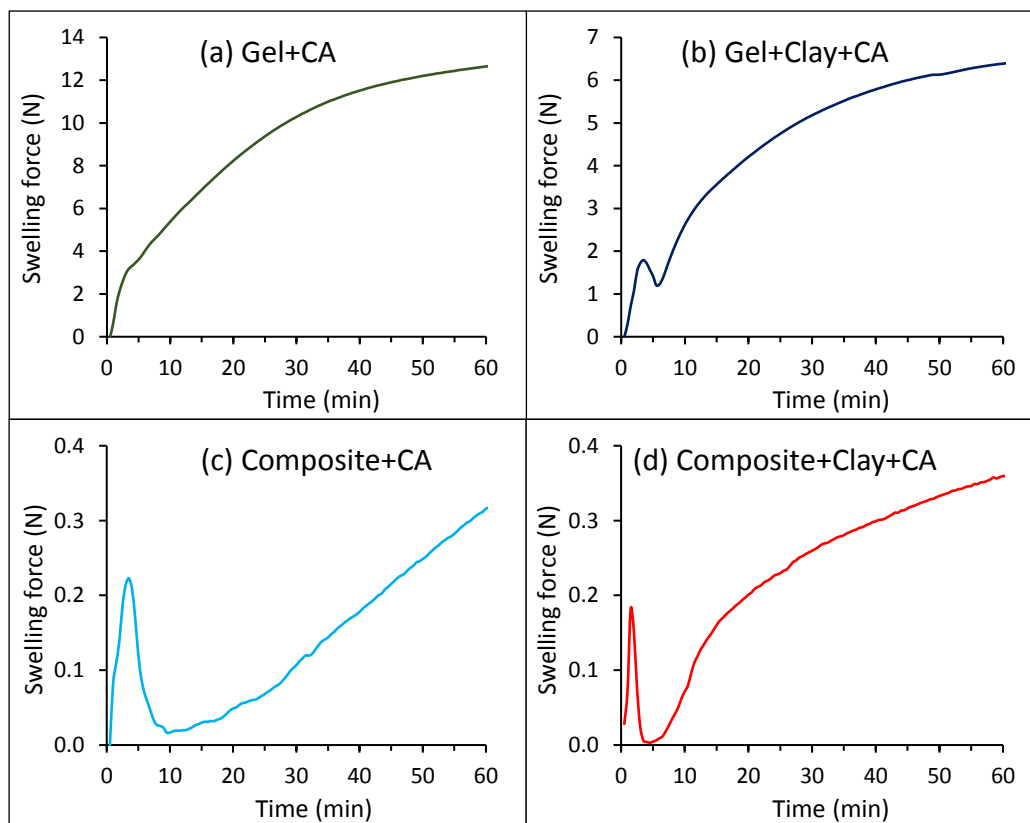 (a) Gel+CA
Swelling force (N)
14
12
10
8
6
4
2
0
0 10 20 30 40 50 60
Time (min)
(b) Gel+Clay+CA
Swelling force (N)
7
6
5
4
3
2
1
0
0 10 20 30 40 50 60
Time (min)
(c) Composite+CA
Swelling force (N)
0.4
0.3
0.2
0.1
0.0
0 10 20 30 40 50 60
Time (min)
(d) Composite+Clay+CA
Swelling force (N)
0.4
0.3
0.2
0.1
0.0
0 10 20 30 40 50 60
Time (min)